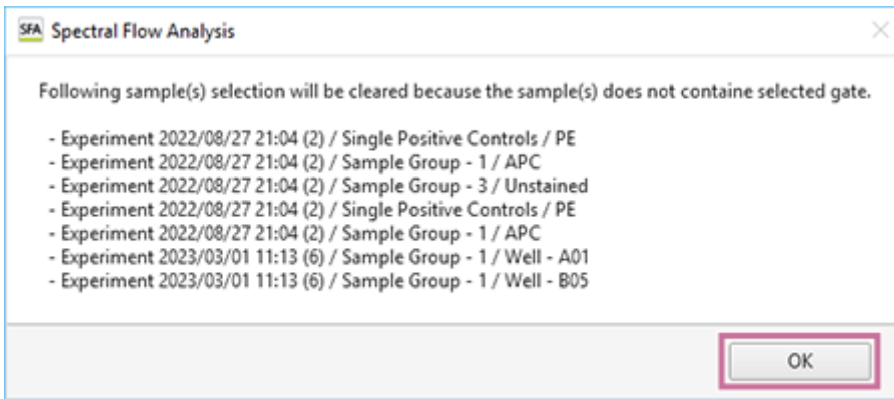 SFA Spectral Flow Analysis
Following sample(s) selection will be cleared because the sample(s) does not containe selected gate.
- Experiment 2022/08/27 21:04 (2) / Single Positive Controls / PE
- Experiment 2022/08/27 21:04 (2) / Sample Group - 1 / APC
- Experiment 2022/08/27 21:04 (2) / Sample Group - 3 / Unstained
- Experiment 2022/08/27 21:04 (2) / Single Positive Controls / PE
- Experiment 2022/08/27 21:04 (2) / Sample Group - 1 / APC
- Experiment 2023/03/01 11:13 (6) / Sample Group - 1 / Well - A01
- Experiment 2023/03/01 11:13 (6) / Sample Group - 1 / Well - B05
OK